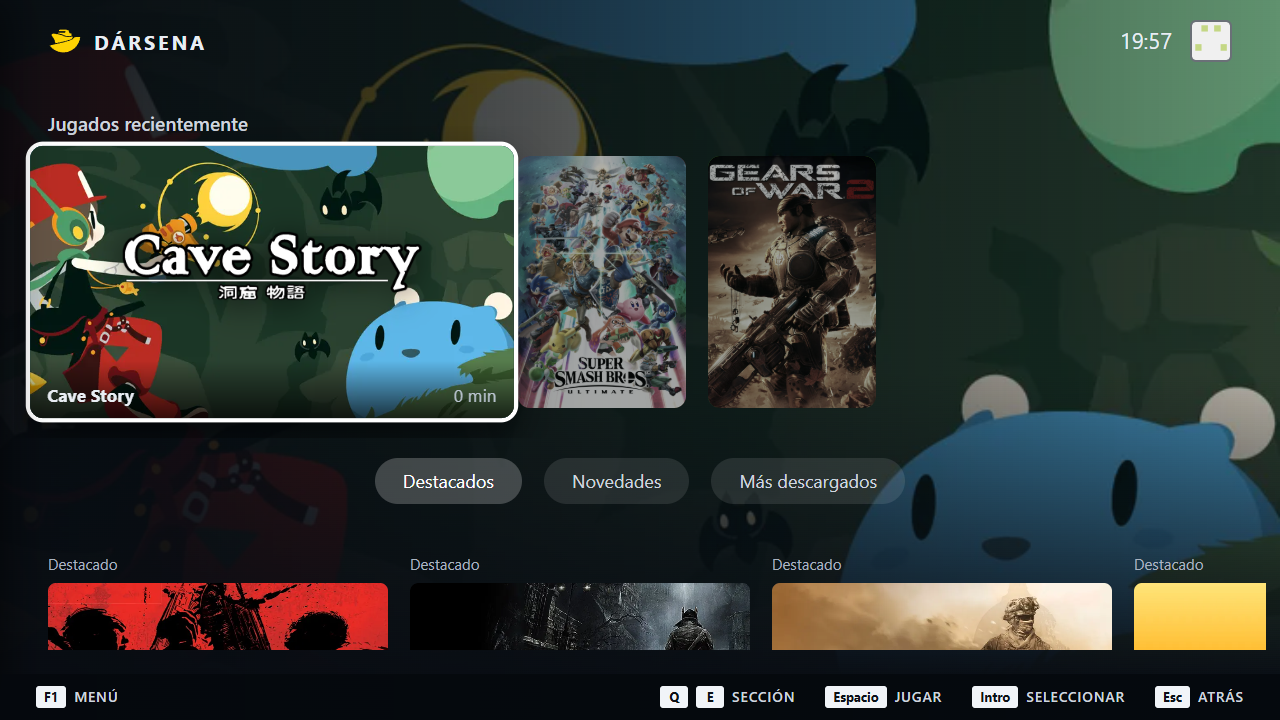 DÁRSENA
19:57
Jugados recientemente
Cave Story
洞窟 物語
Cave Story
0 min
SUPER
SMASH BROS.
ULTIMATE
GEARS
OF WAR 2
Destacados
Novedades
Más descargados
Destacado
Destacado
Destacado
Destacado
F1 MENÚ
Q E SECCIÓN
Espacio JUGAR
Intro SELECCIONAR
Esc ATRÁS